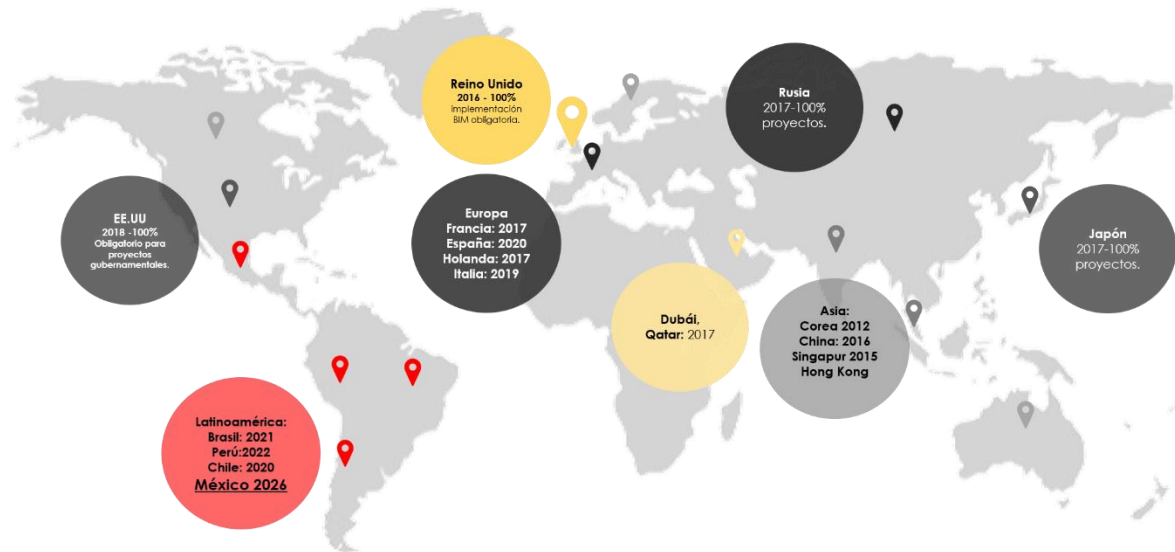 Reino Unido
2016 - 100%
implementación
BIM obligatoria.
Rusia
2017-100%
proyectos.
EE.UU
2018 -100%
Obligatorio para
proyectos
gubernamentales.
Europa
Francia: 2017
España: 2020
Holanda: 2017
Italia: 2019
Japón
2017-100%
proyectos.
Dubái,
Qatar: 2017
Asia:
Corea 2012
China: 2016
Singapur 2015
Hong Kong
Latinoamérica:
Brasil: 2021
Perú:2022
Chile: 2020
México 2026